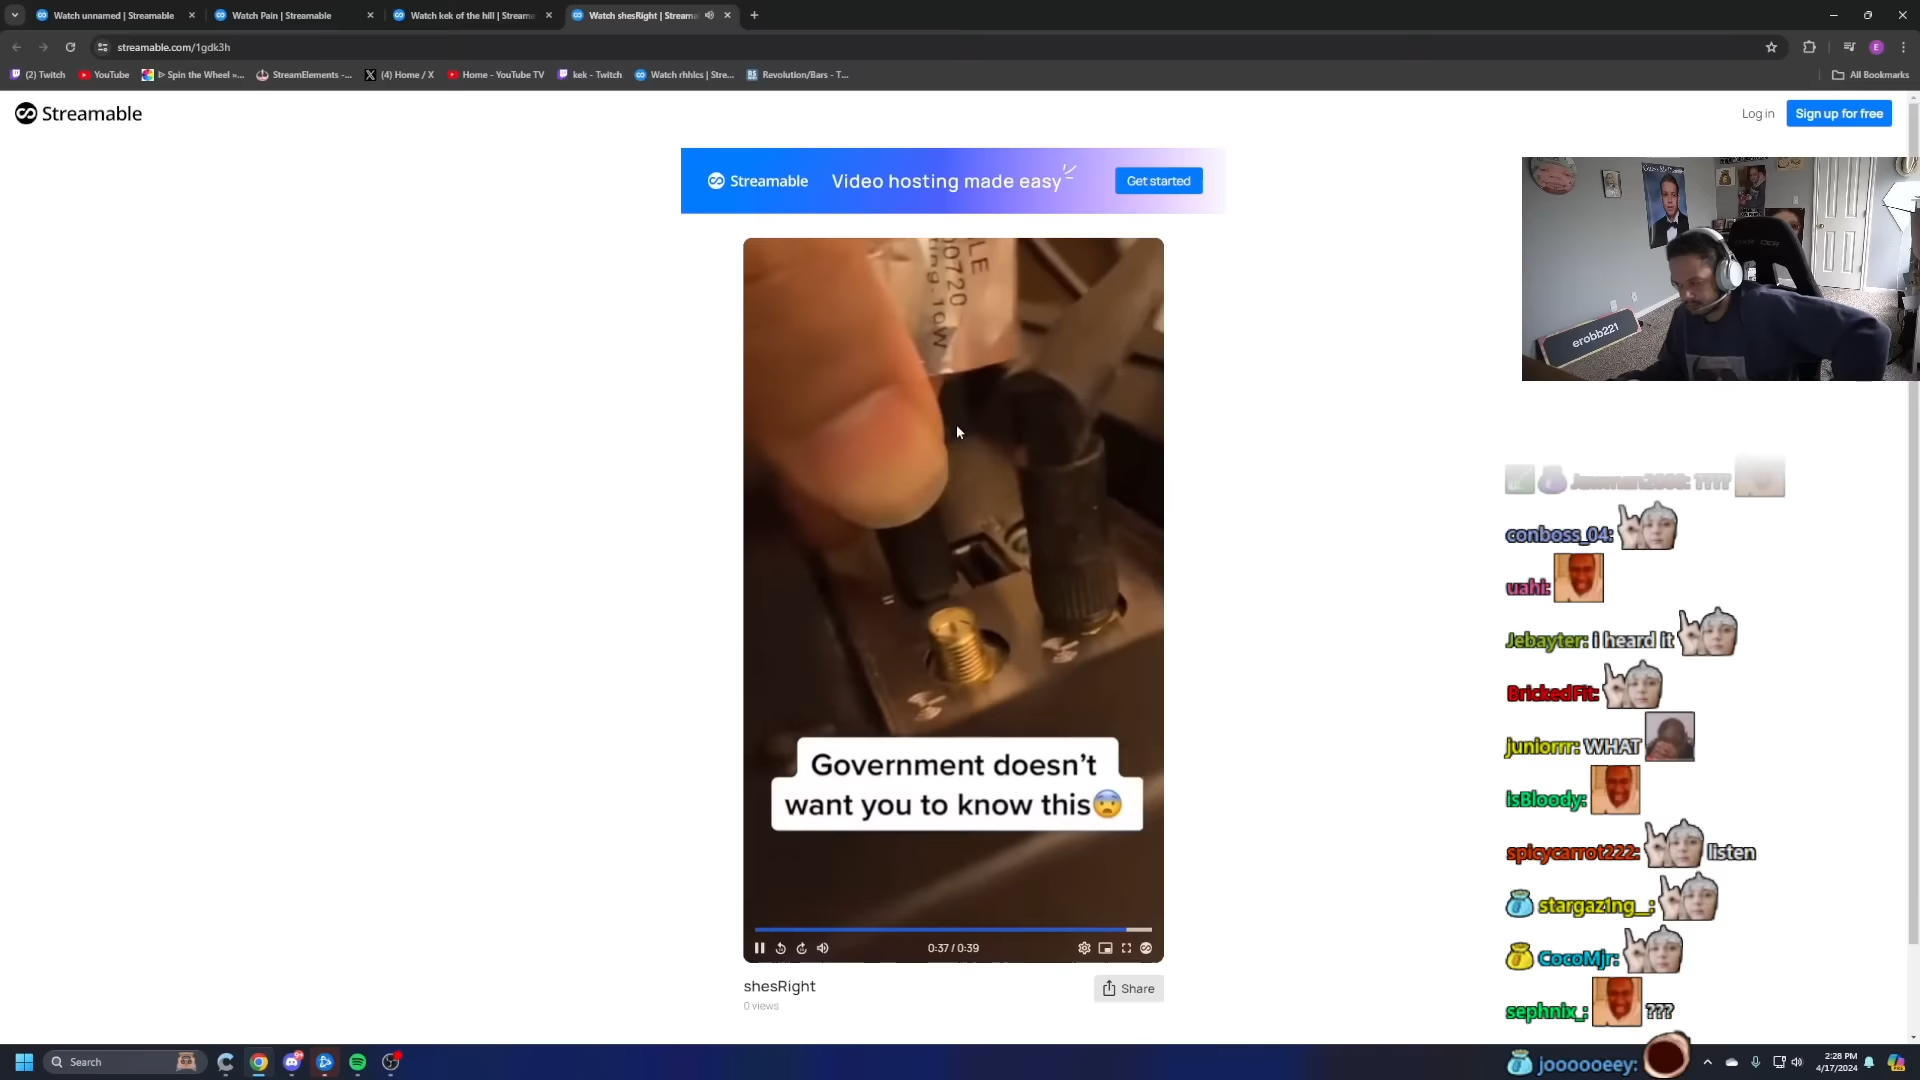 Watch unnamed | Streamable
Watch Pain | Streamable
Watch kek of the hill | Streama
Watch shesRight | Streama
streamable.com/1gdk3h
(2) Twitch
YouTube
Spin the Wheel »...
StreamElements -...
(4) Home / X
Home - YouTube TV
kek - Twitch
Watch rhhlcs | Stre...
Revolution/Bars - T...
All Bookmarks
Streamable
Log in
Sign up for free
Streamable
Video hosting made easy
Get started
erobb221
Government doesn't
want you to know this😨
0:37 / 0:39
shesRight
Share
0 views
conboss_04:
uahi:
Jebayter: i heard it
BrickedFit:
juniorrr: WHAT
isBloody:
spicycarrot222: listen
stargaz1ng__:
CocoMjr:
sephnix_: ???
joooooeey:
Search
2:28 PM
4/17/2024